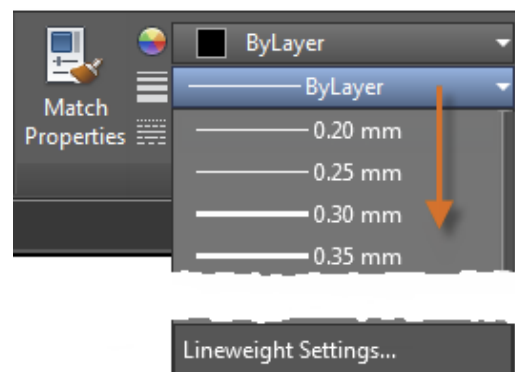 ByLayer
ByLayer
Match
Properties
0.20 mm
0.25 mm
0.30 mm
0.35 mm
Lineweight Settings...